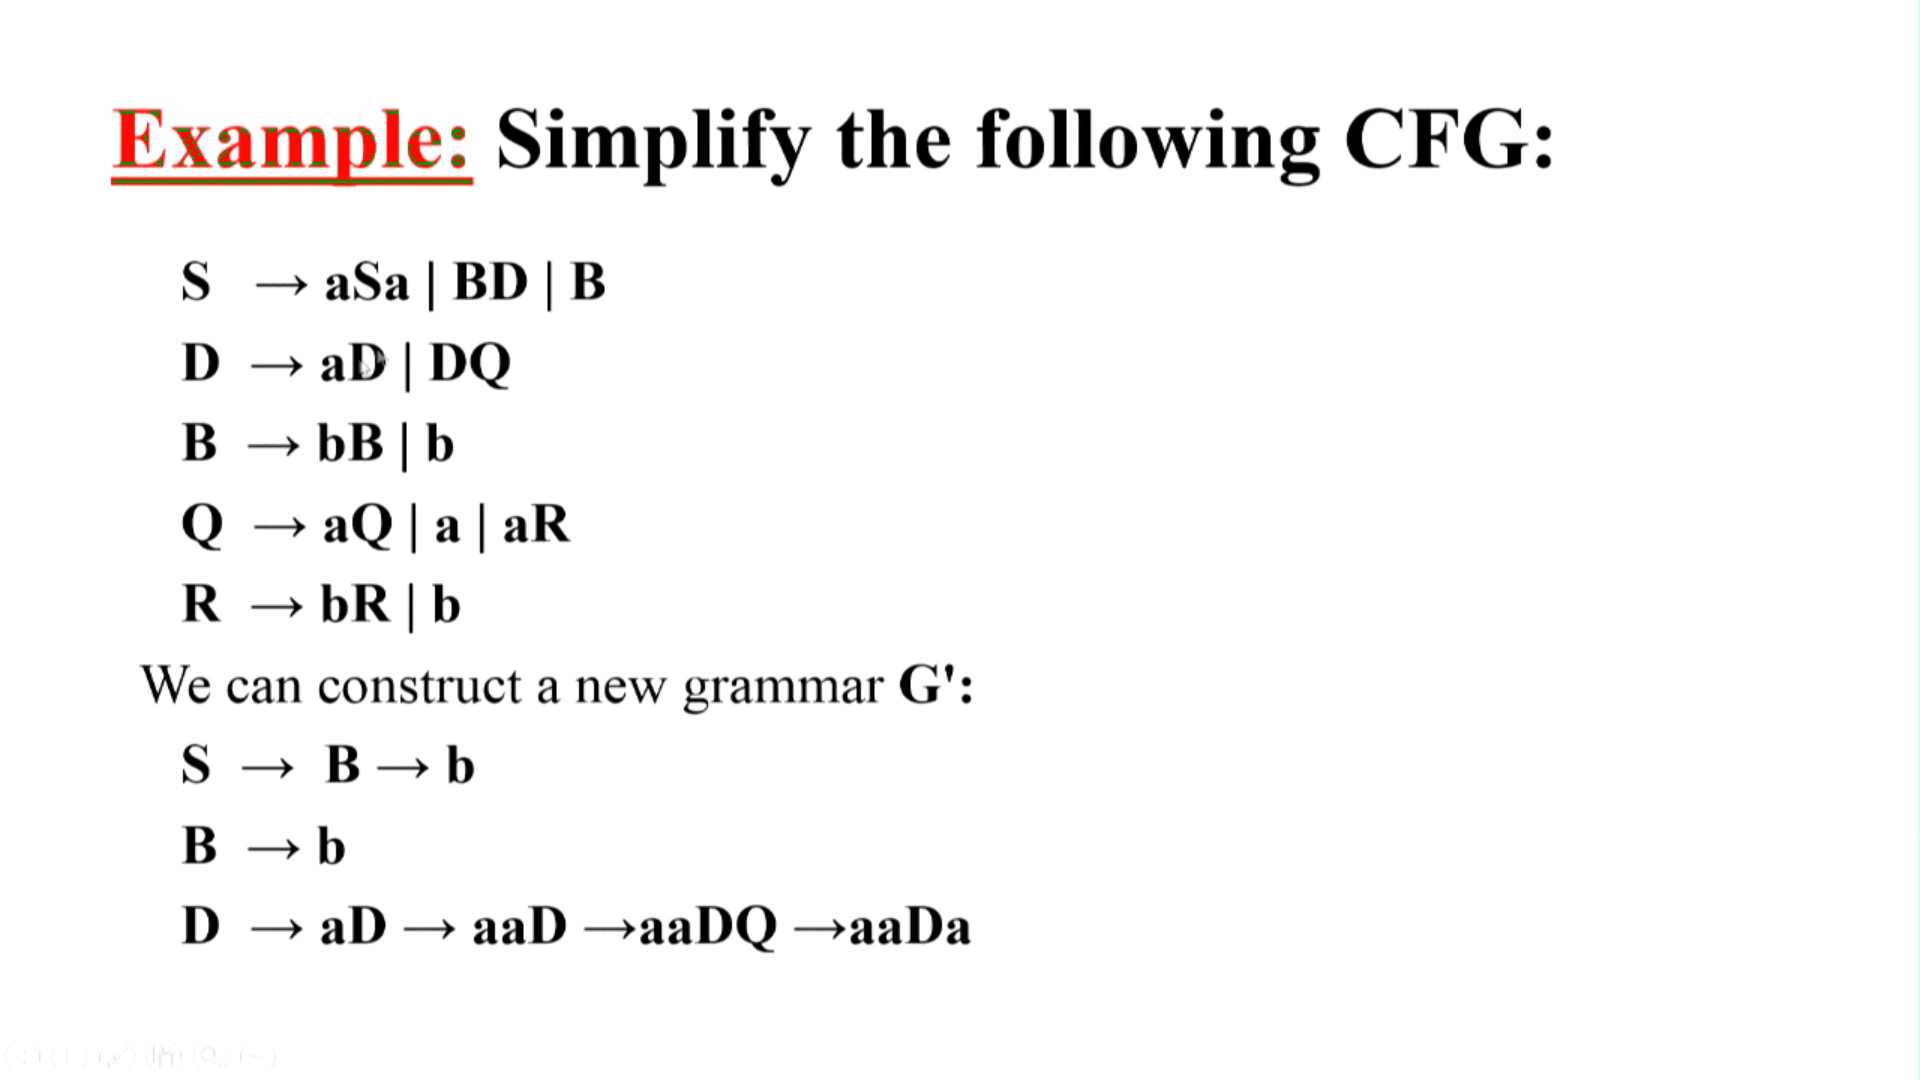 Example: Simplify the following CFG:
S → aSa | BD | B
D → aD | DQ
B → bB | b
Q → aQ | a | aR
R → bR | b
We can construct a new grammar G':
S → B → b
B → b
D → aD → aaD →aaDQ →aaDa